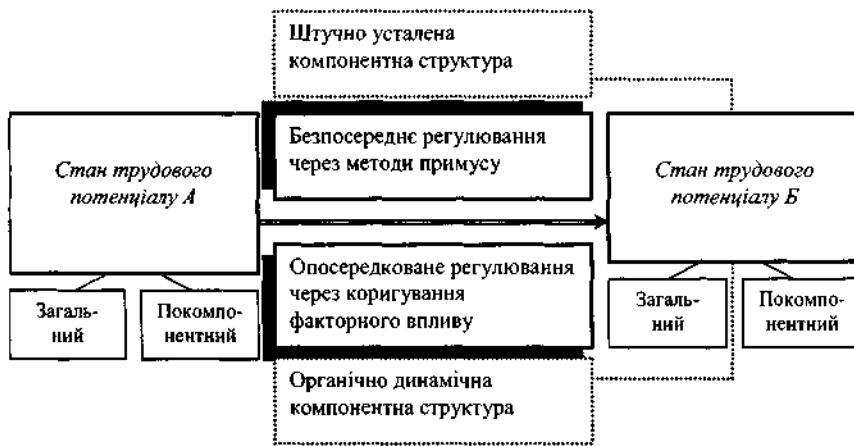 Штучно усталена
компонентна структура
Безпосереднє регулювання
через методи примусу
Стан трудового
потенціалу А
Стан трудового
потенціалу Б
Опосередковане регулювання
через коригування
факторного впливу
Загаль-
ний
Покомпо-
нентний
Загаль-
ний
Покомпо-
нентний
Органічно динамічна
компонентна структура